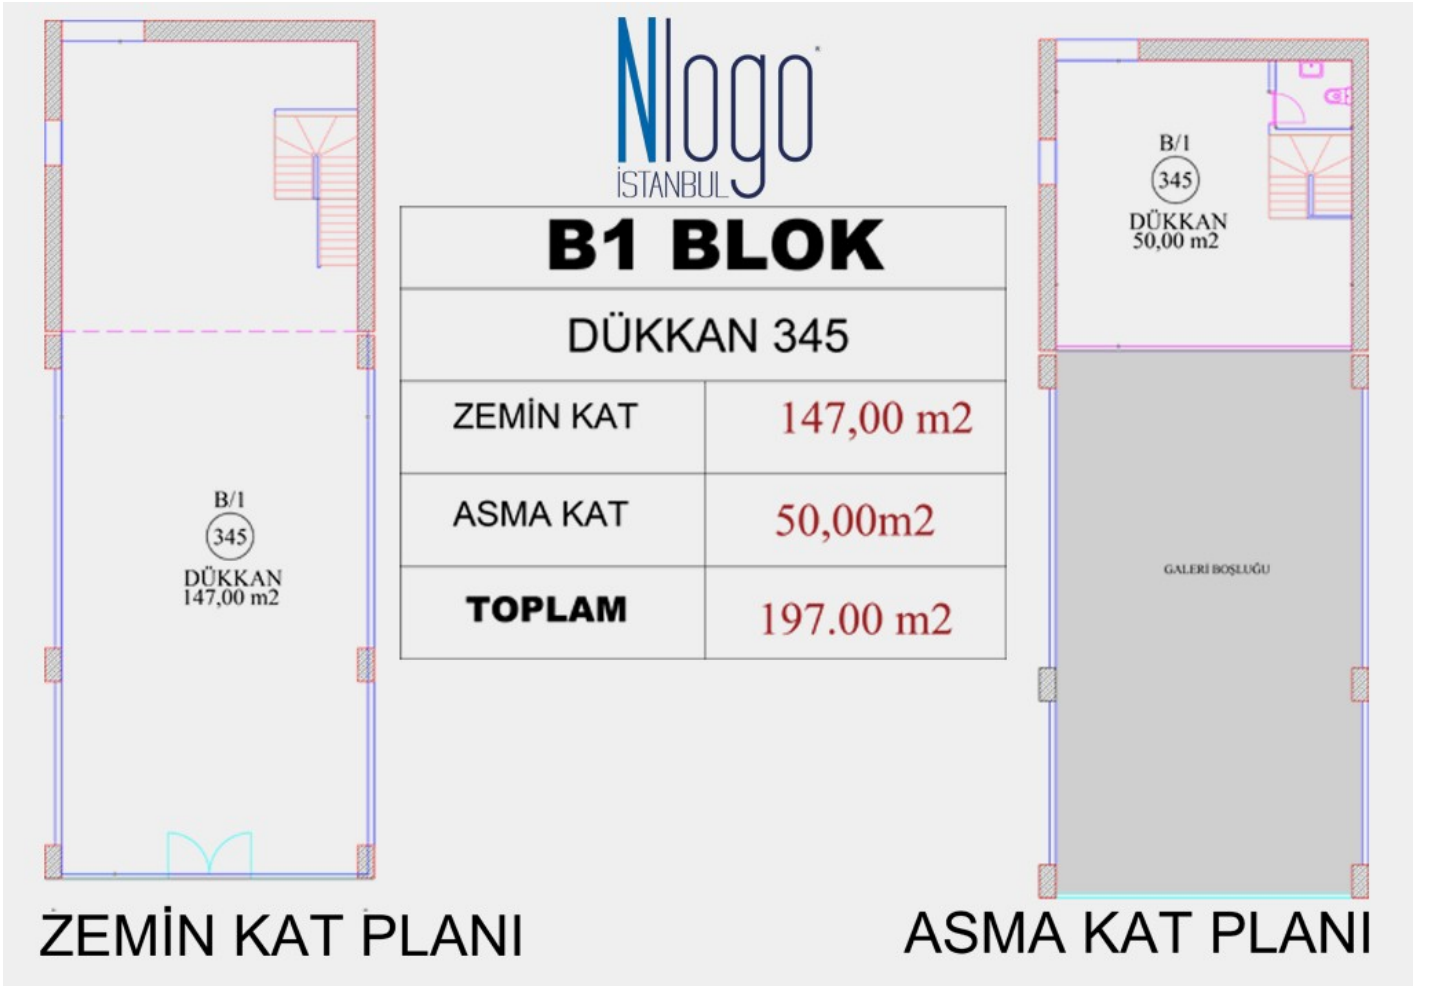 Nlogo
İSTANBUL
B1 BLOK
DÜKKAN 345
ZEMİN KAT 147,00 m2
ASMA KAT 50,00m2
TOPLAM 197.00 m2
B/1
345
DÜKKAN
147,00 m2
ZEMİN KAT PLANI
B/1
345
DÜKKAN
50,00 m2
GALERİ BOŞLUĞU
ASMA KAT PLANI